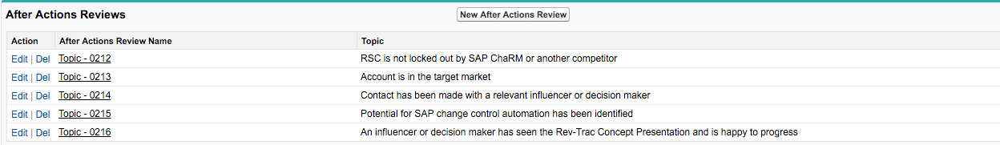 After Actions Reviews New After Actions Review
Action After Actions Review Name Topic
Edit | Del Topic - 0212 RSC is not locked out by SAP ChaRM or another competitor
Edit | Del Topic - 0213 Account is in the target market
Edit | Del Topic - 0214 Contact has been made with a relevant influencer or decision maker
Edit | Del Topic - 0215 Potential for SAP change control automation has been identified
Edit | Del Topic - 0216 An influencer or decision maker has seen the Rev-Trac Concept Presentation and is happy to progress